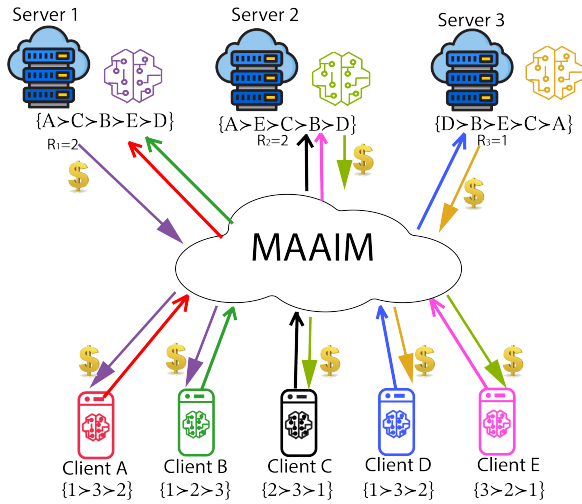 Server 1
Server 2
Server 3
{A≻C≻B≻E≻D}
{A≻E≻C≻B≻D}
{D≻B≻E≻C≻A}
R₁=2
R₂=2
R₃=1
$
$
$
MAAIM
$
$
$
$
$
Client A
Client B
Client C
Client D
Client E
{1≻3≻2}
{1≻2≻3}
{2≻3≻1}
{1≻3≻2}
{3≻2≻1}